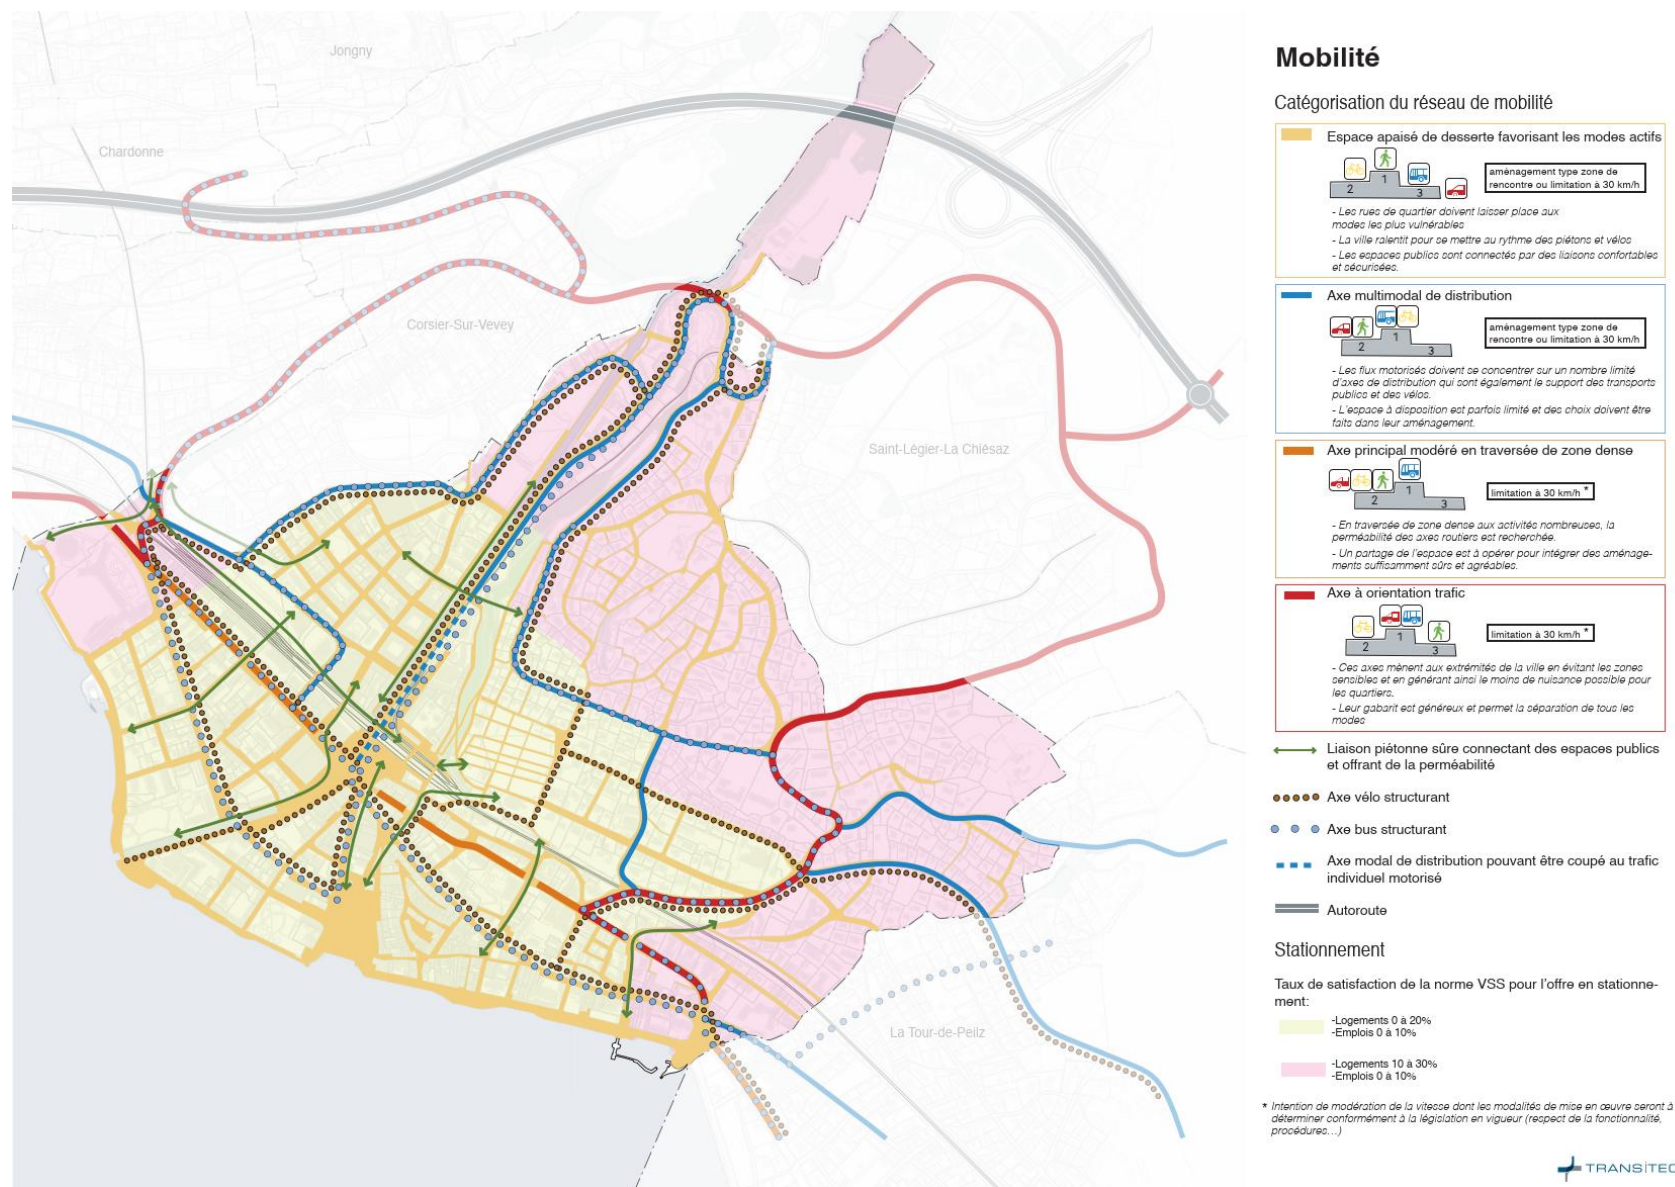 Jongny
Chardonne
Corsier-Sur-Vevey
Saint-Légier-La Chiésaz
La Tour-de-Peilz
Mobilité
Catégorisation du réseau de mobilité
Espace apaisé de desserte favorisant les modes actifs
2 1 3
aménagement type zone de
rencontre ou limitation à 30 km/h
- Les rues de quartier doivent laisser place aux
modes les plus vulnérables
- La ville ralentit pour se mettre au rythme des piétons et vélos
- Les espaces publics sont connectés par des liaisons confortables
et sécurisées.
Axe multimodal de distribution
2 1 3
aménagement type zone de
rencontre ou limitation à 30 km/h
- Les flux motorisés doivent se concentrer sur un nombre limité
d'axes de distribution qui sont également le support des transports
publics et des vélos.
- L'espace à disposition est parfois limité et des choix doivent être
faits dans leur aménagement.
Axe principal modéré en traversée de zone dense
2 1 3
limitation à 30 km/h *
- En traversée de zone dense aux activités nombreuses, la
perméabilité des axes routiers est recherchée.
- Un partage de l'espace est à opérer pour intégrer des aménage-
ments suffisamment sûrs et agréables.
Axe à orientation trafic
2 1 3
limitation à 30 km/h *
- Ces axes mènent aux extrémités de la ville en évitant les zones
sensibles et en générant ainsi le moins de nuisance possible pour
les quartiers.
- Leur gabarit est généreux et permet la séparation de tous les
modes
Liaison piétonne sûre connectant des espaces publics
et offrant de la perméabilité
Axe vélo structurant
Axe bus structurant
Axe modal de distribution pouvant être coupé au trafic
individuel motorisé
Autoroute
Stationnement
Taux de satisfaction de la norme VSS pour l'offre en stationne-
ment:
-Logements 0 à 20%
-Emplois 0 à 10%
-Logements 10 à 30%
-Emplois 0 à 10%
* Intention de modération de la vitesse dont les modalités de mise en œuvre seront à
déterminer conformément à la législation en vigueur (respect de la fonctionnalité,
procédures...)
TRANSITEC